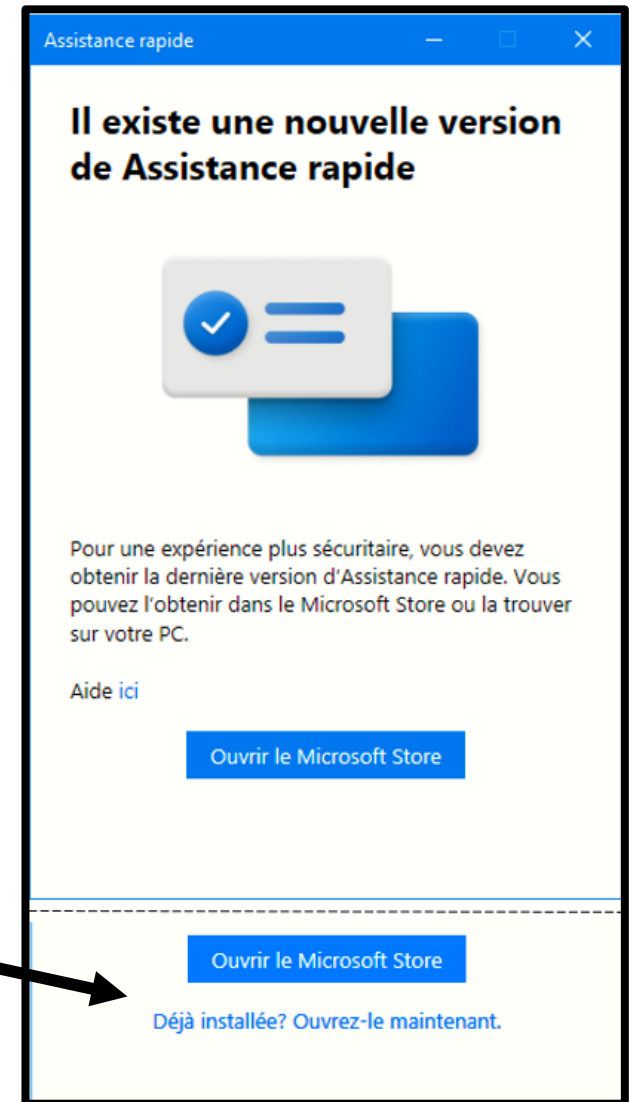 Assistance rapide
Il existe une nouvelle version
de Assistance rapide
Pour une expérience plus sécuritaire, vous devez
obtenir la dernière version d'Assistance rapide. Vous
pouvez l'obtenir dans le Microsoft Store ou la trouver
sur votre PC.
Aide ici
Ouvrir le Microsoft Store
Ouvrir le Microsoft Store
Déjà installée? Ouvrez-le maintenant.